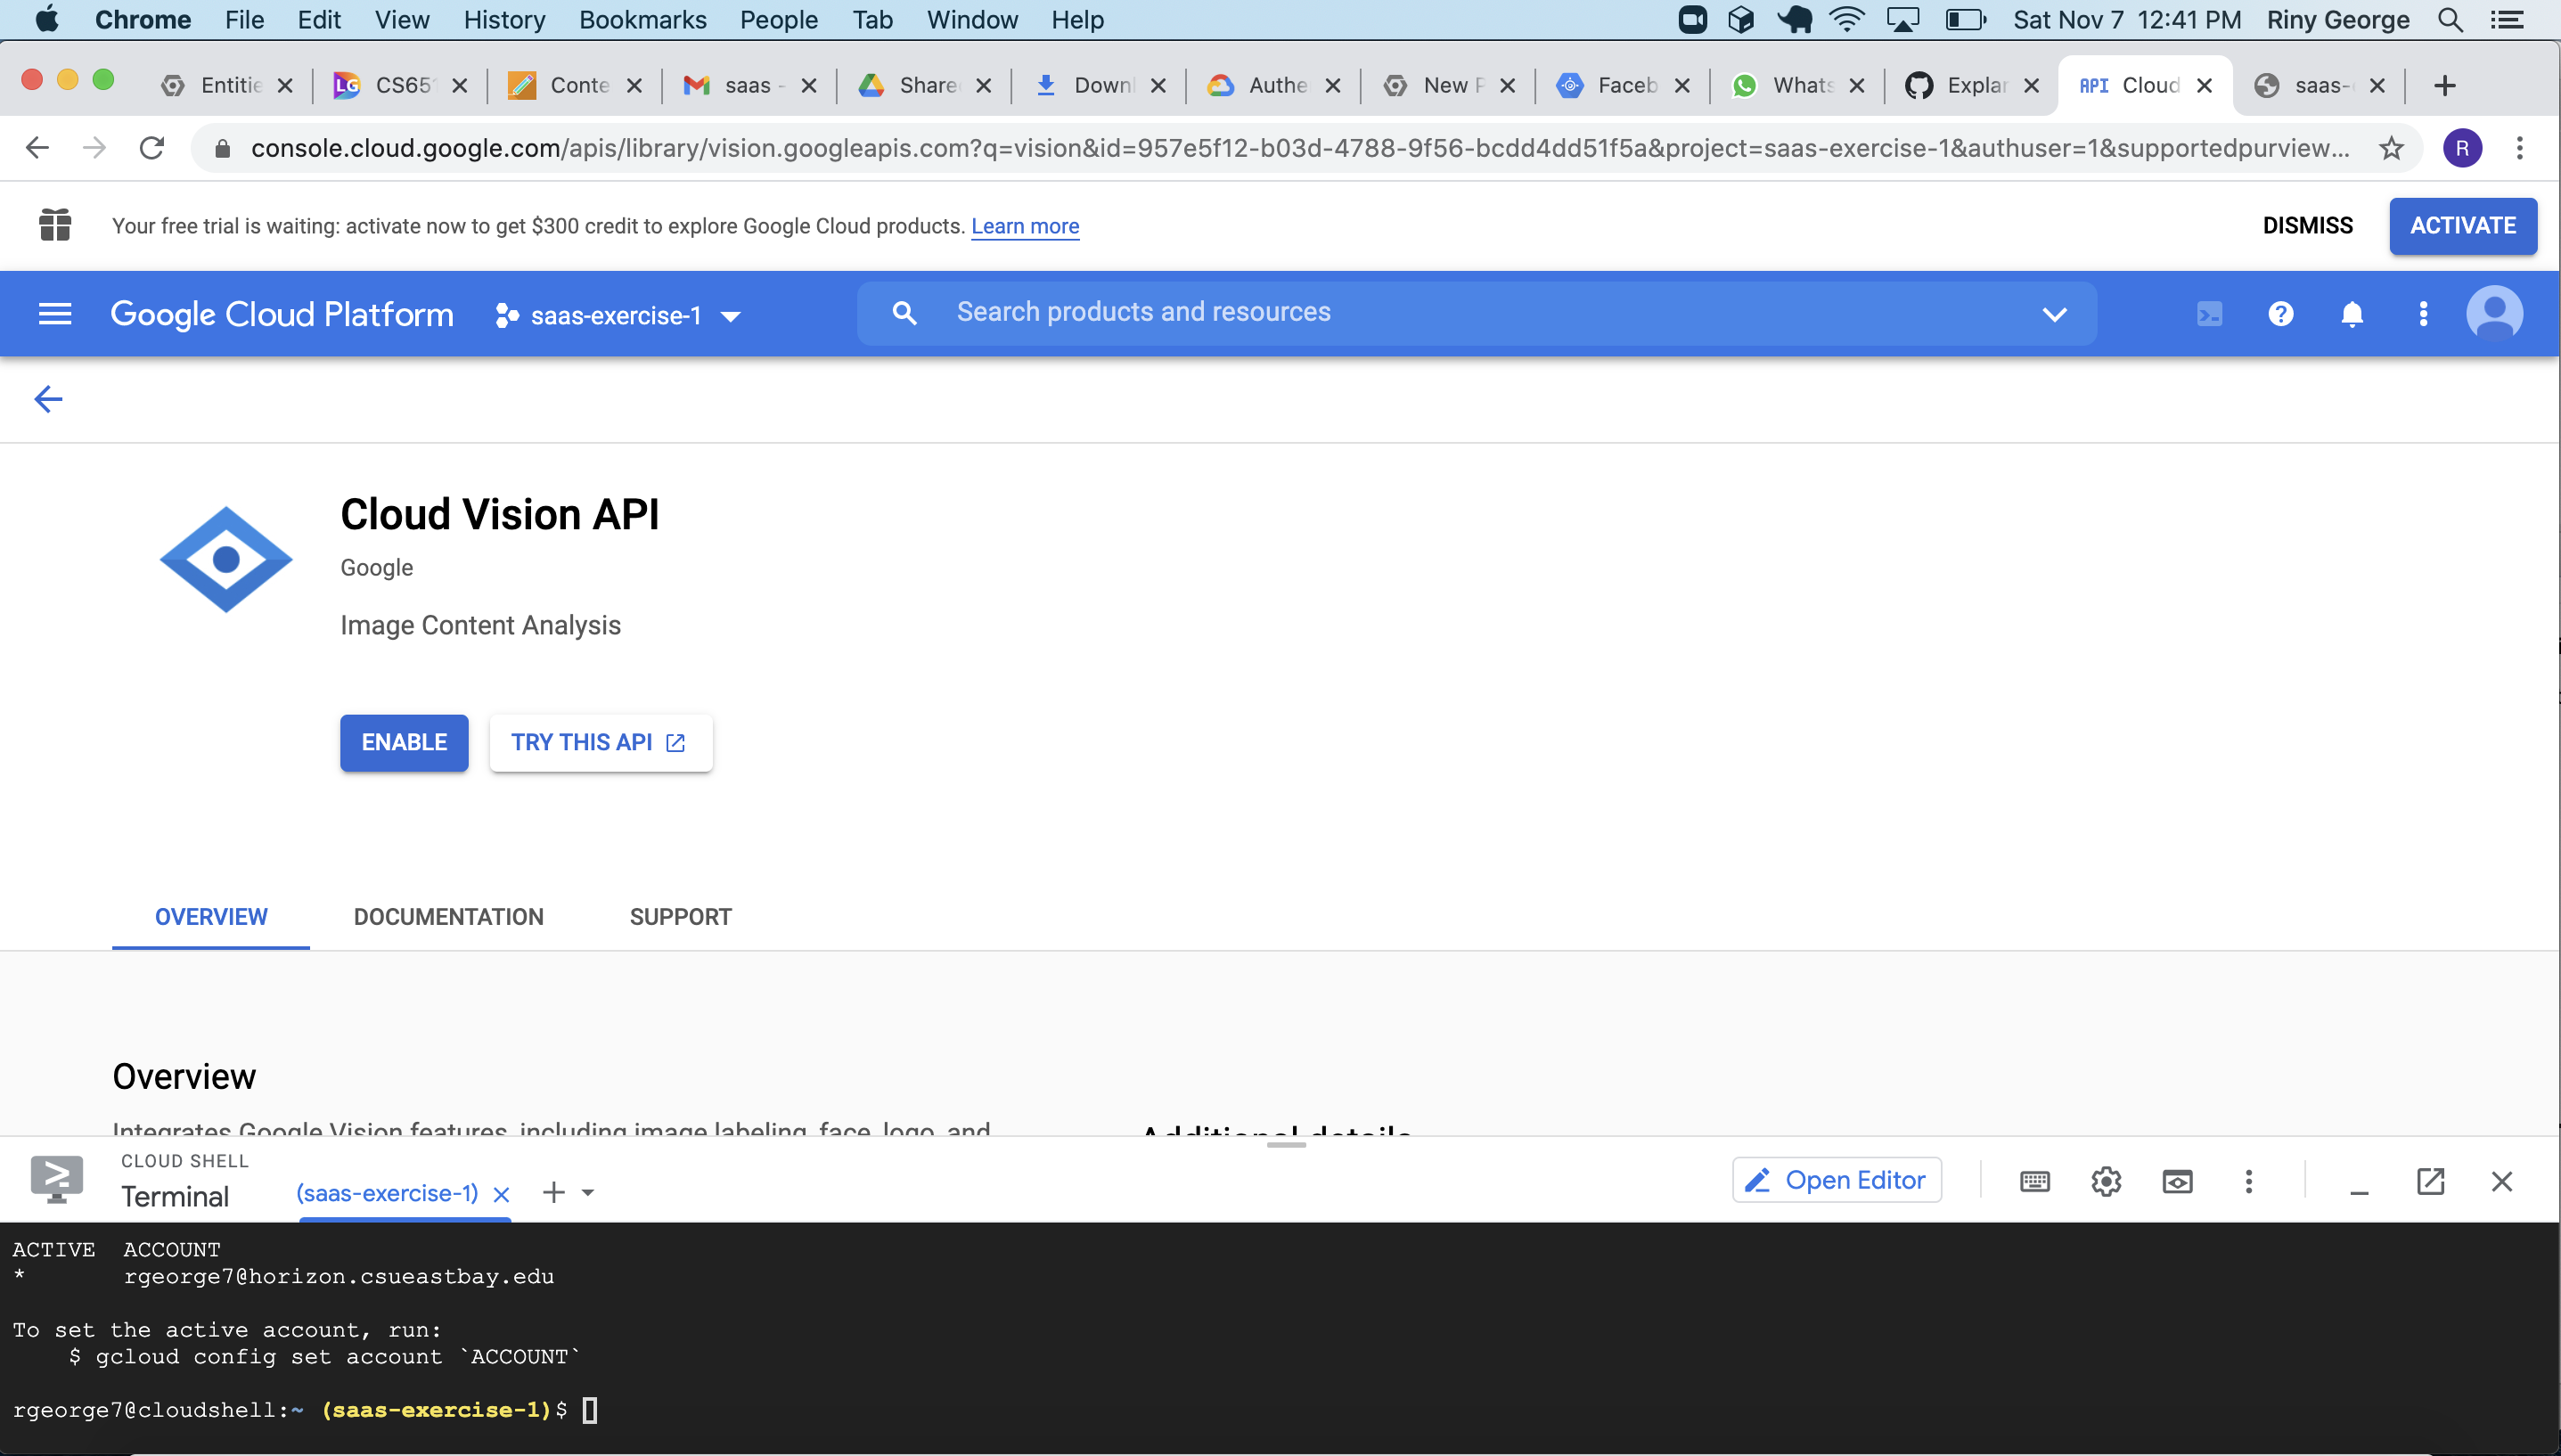 Chrome File Edit View History Bookmarks People Tab Window Help Sat Nov 7 12:41 PM Riny George
Entitie LG CS651 Conte saas - Share Downl Authe New Faceb Whats Explar API Cloud saas-
console.cloud.google.com/apis/library/vision.googleapis.com?q=vision&id=957e5f12-b03d-4788-9f56-bcdd4dd51f5a&project=saas-exercise-1&authuser=1&supportedpurview... R
Your free trial is waiting: activate now to get $300 credit to explore Google Cloud products. Learn more DISMISS ACTIVATE
Google Cloud Platform saas-exercise-1 Search products and resources
Cloud Vision API
Google
Image Content Analysis
ENABLE TRY THIS API
OVERVIEW DOCUMENTATION SUPPORT
Overview
Integrates Google Vision features, including image labeling, face, logo, and
Additional details
CLOUD SHELL
Terminal (saas-exercise-1) Open Editor
ACTIVE ACCOUNT
* rgeorge7@horizon.csueastbay.edu
To set the active account, run:
$ gcloud config set account `ACCOUNT`
rgeorge7@cloudshell:~ (saas-exercise-1)$